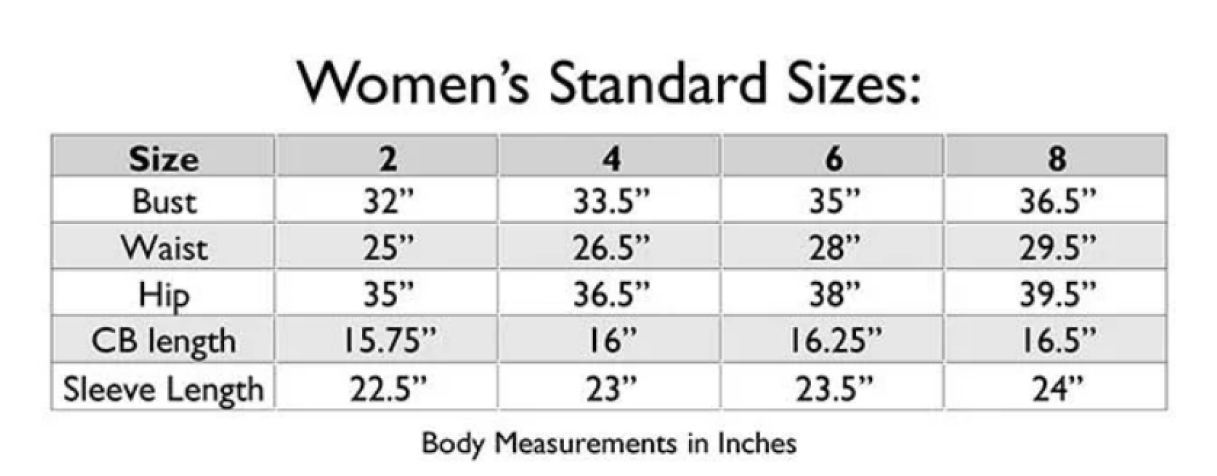 Women’s Standard Sizes:
Size 2 4 6 8
Bust 32” 33.5” 35” 36.5”
Waist 25” 26.5” 28” 29.5”
Hip 35” 36.5” 38” 39.5”
CB length 15.75” 16” 16.25” 16.5”
Sleeve Length 22.5” 23” 23.5” 24”
Body Measurements in Inches